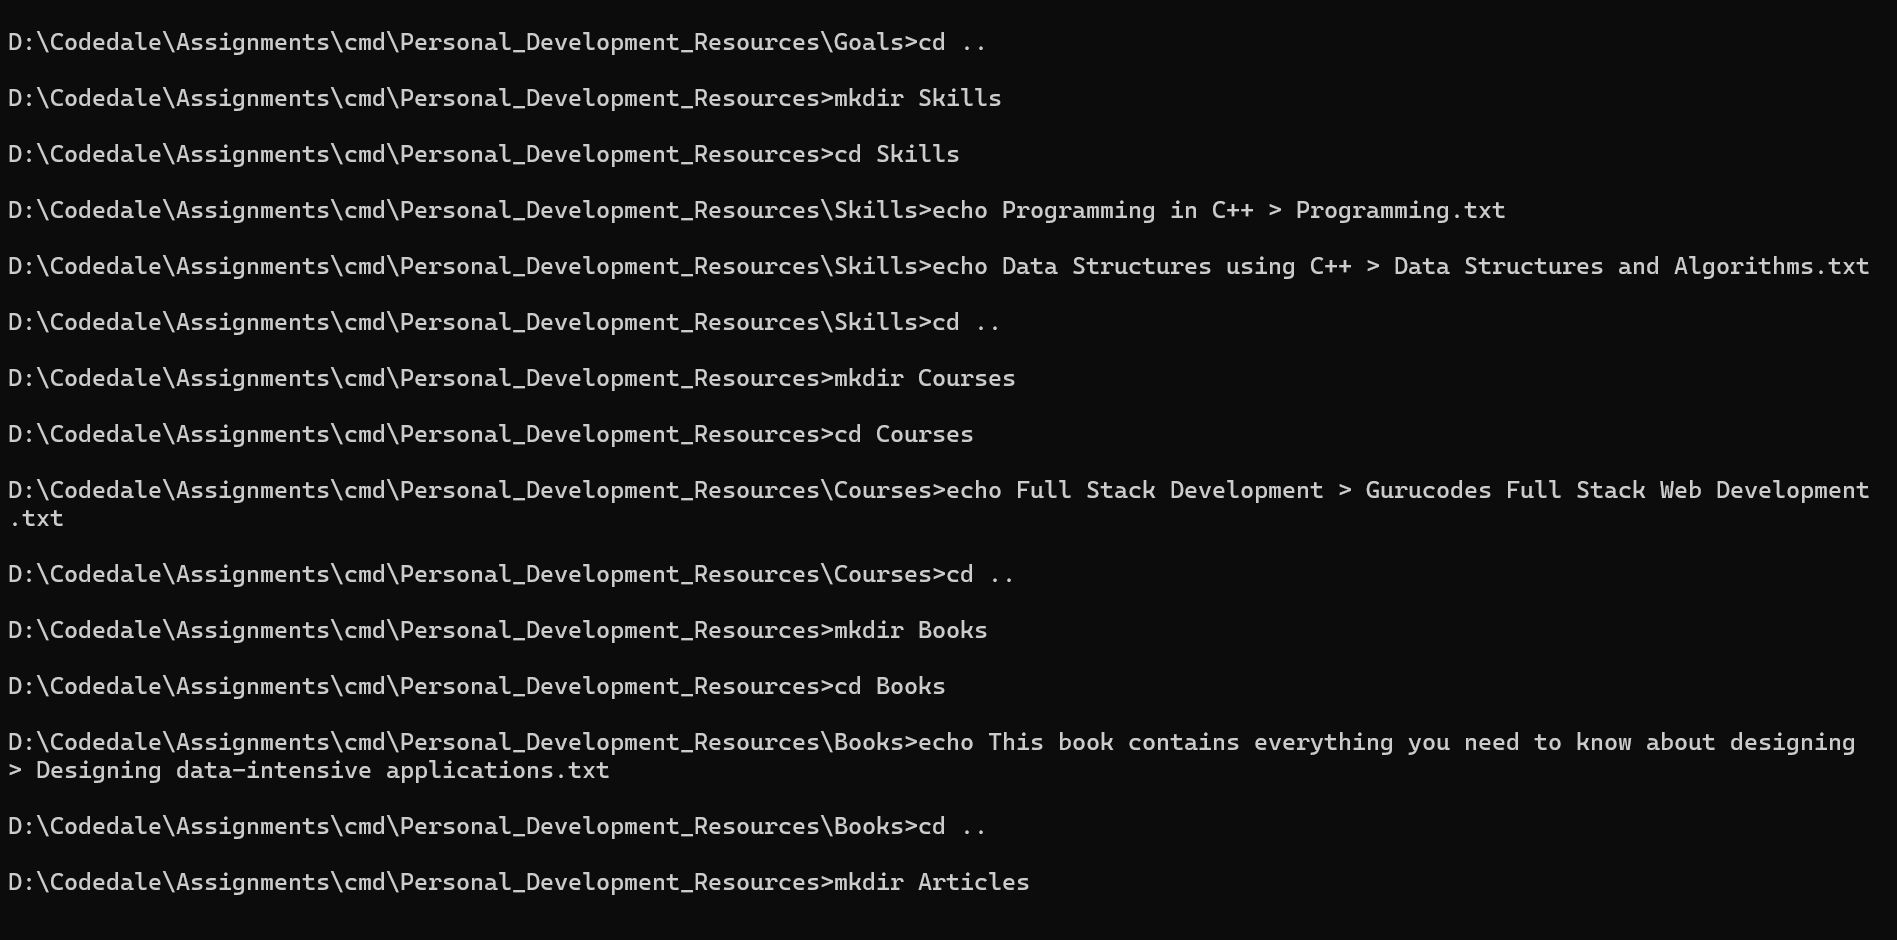 D:\Codedale\Assignments\cmd\Personal_Development_Resources\Goals>cd ..
D:\Codedale\Assignments\cmd\Personal_Development_Resources>mkdir Skills
D:\Codedale\Assignments\cmd\Personal_Development_Resources>cd Skills
D:\Codedale\Assignments\cmd\Personal_Development_Resources\Skills>echo Programming in C++ > Programming.txt
D:\Codedale\Assignments\cmd\Personal_Development_Resources\Skills>echo Data Structures using C++ > Data Structures and Algorithms.txt
D:\Codedale\Assignments\cmd\Personal_Development_Resources\Skills>cd ..
D:\Codedale\Assignments\cmd\Personal_Development_Resources>mkdir Courses
D:\Codedale\Assignments\cmd\Personal_Development_Resources>cd Courses
D:\Codedale\Assignments\cmd\Personal_Development_Resources\Courses>echo Full Stack Development > Gurucodes Full Stack Web Development
.txt
D:\Codedale\Assignments\cmd\Personal_Development_Resources\Courses>cd ..
D:\Codedale\Assignments\cmd\Personal_Development_Resources>mkdir Books
D:\Codedale\Assignments\cmd\Personal_Development_Resources>cd Books
D:\Codedale\Assignments\cmd\Personal_Development_Resources\Books>echo This book contains everything you need to know about designing
> Designing data-intensive applications.txt
D:\Codedale\Assignments\cmd\Personal_Development_Resources\Books>cd ..
D:\Codedale\Assignments\cmd\Personal_Development_Resources>mkdir Articles